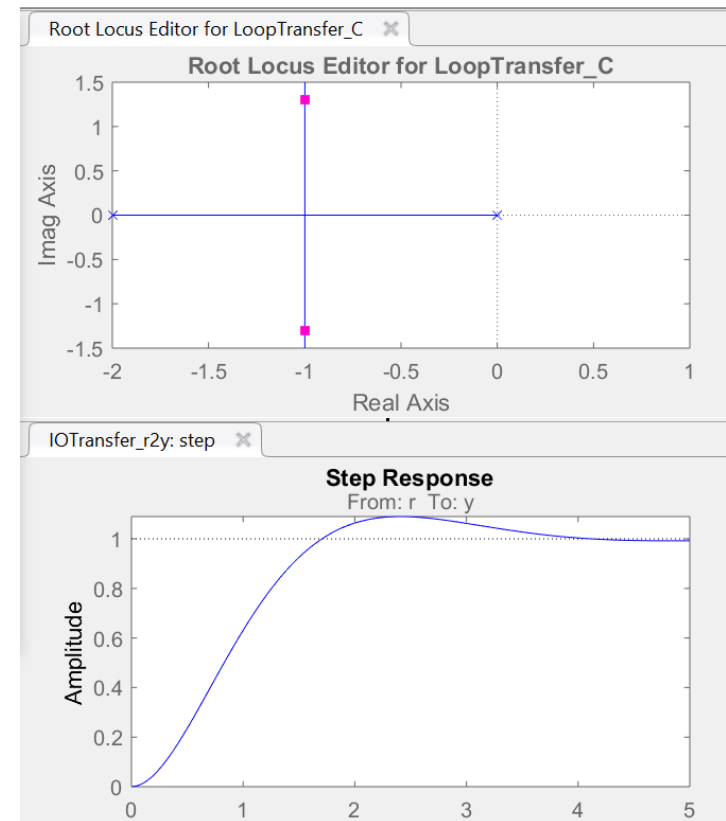 Root Locus Editor for LoopTransfer_C
Root Locus Editor for LoopTransfer_C
1.5
1
0.5
0
-0.5
-1
-1.5
Imag Axis
-2 -1.5 -1 -0.5 0 0.5 1
Real Axis
IOTransfer_r2y: step
Step Response
From: r To: y
1
0.8
0.6
0.4
0.2
0
Amplitude
0 1 2 3 4 5